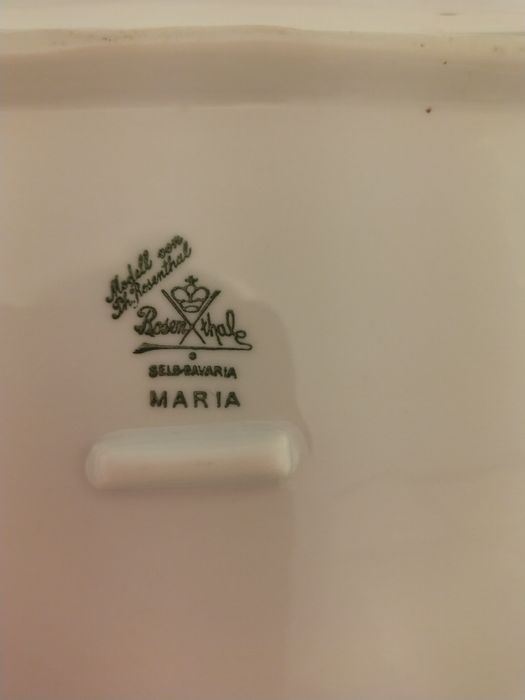 Modell von
Ph. Rosenthal
Rosenthal
SELB-BAVARIA
MARIA